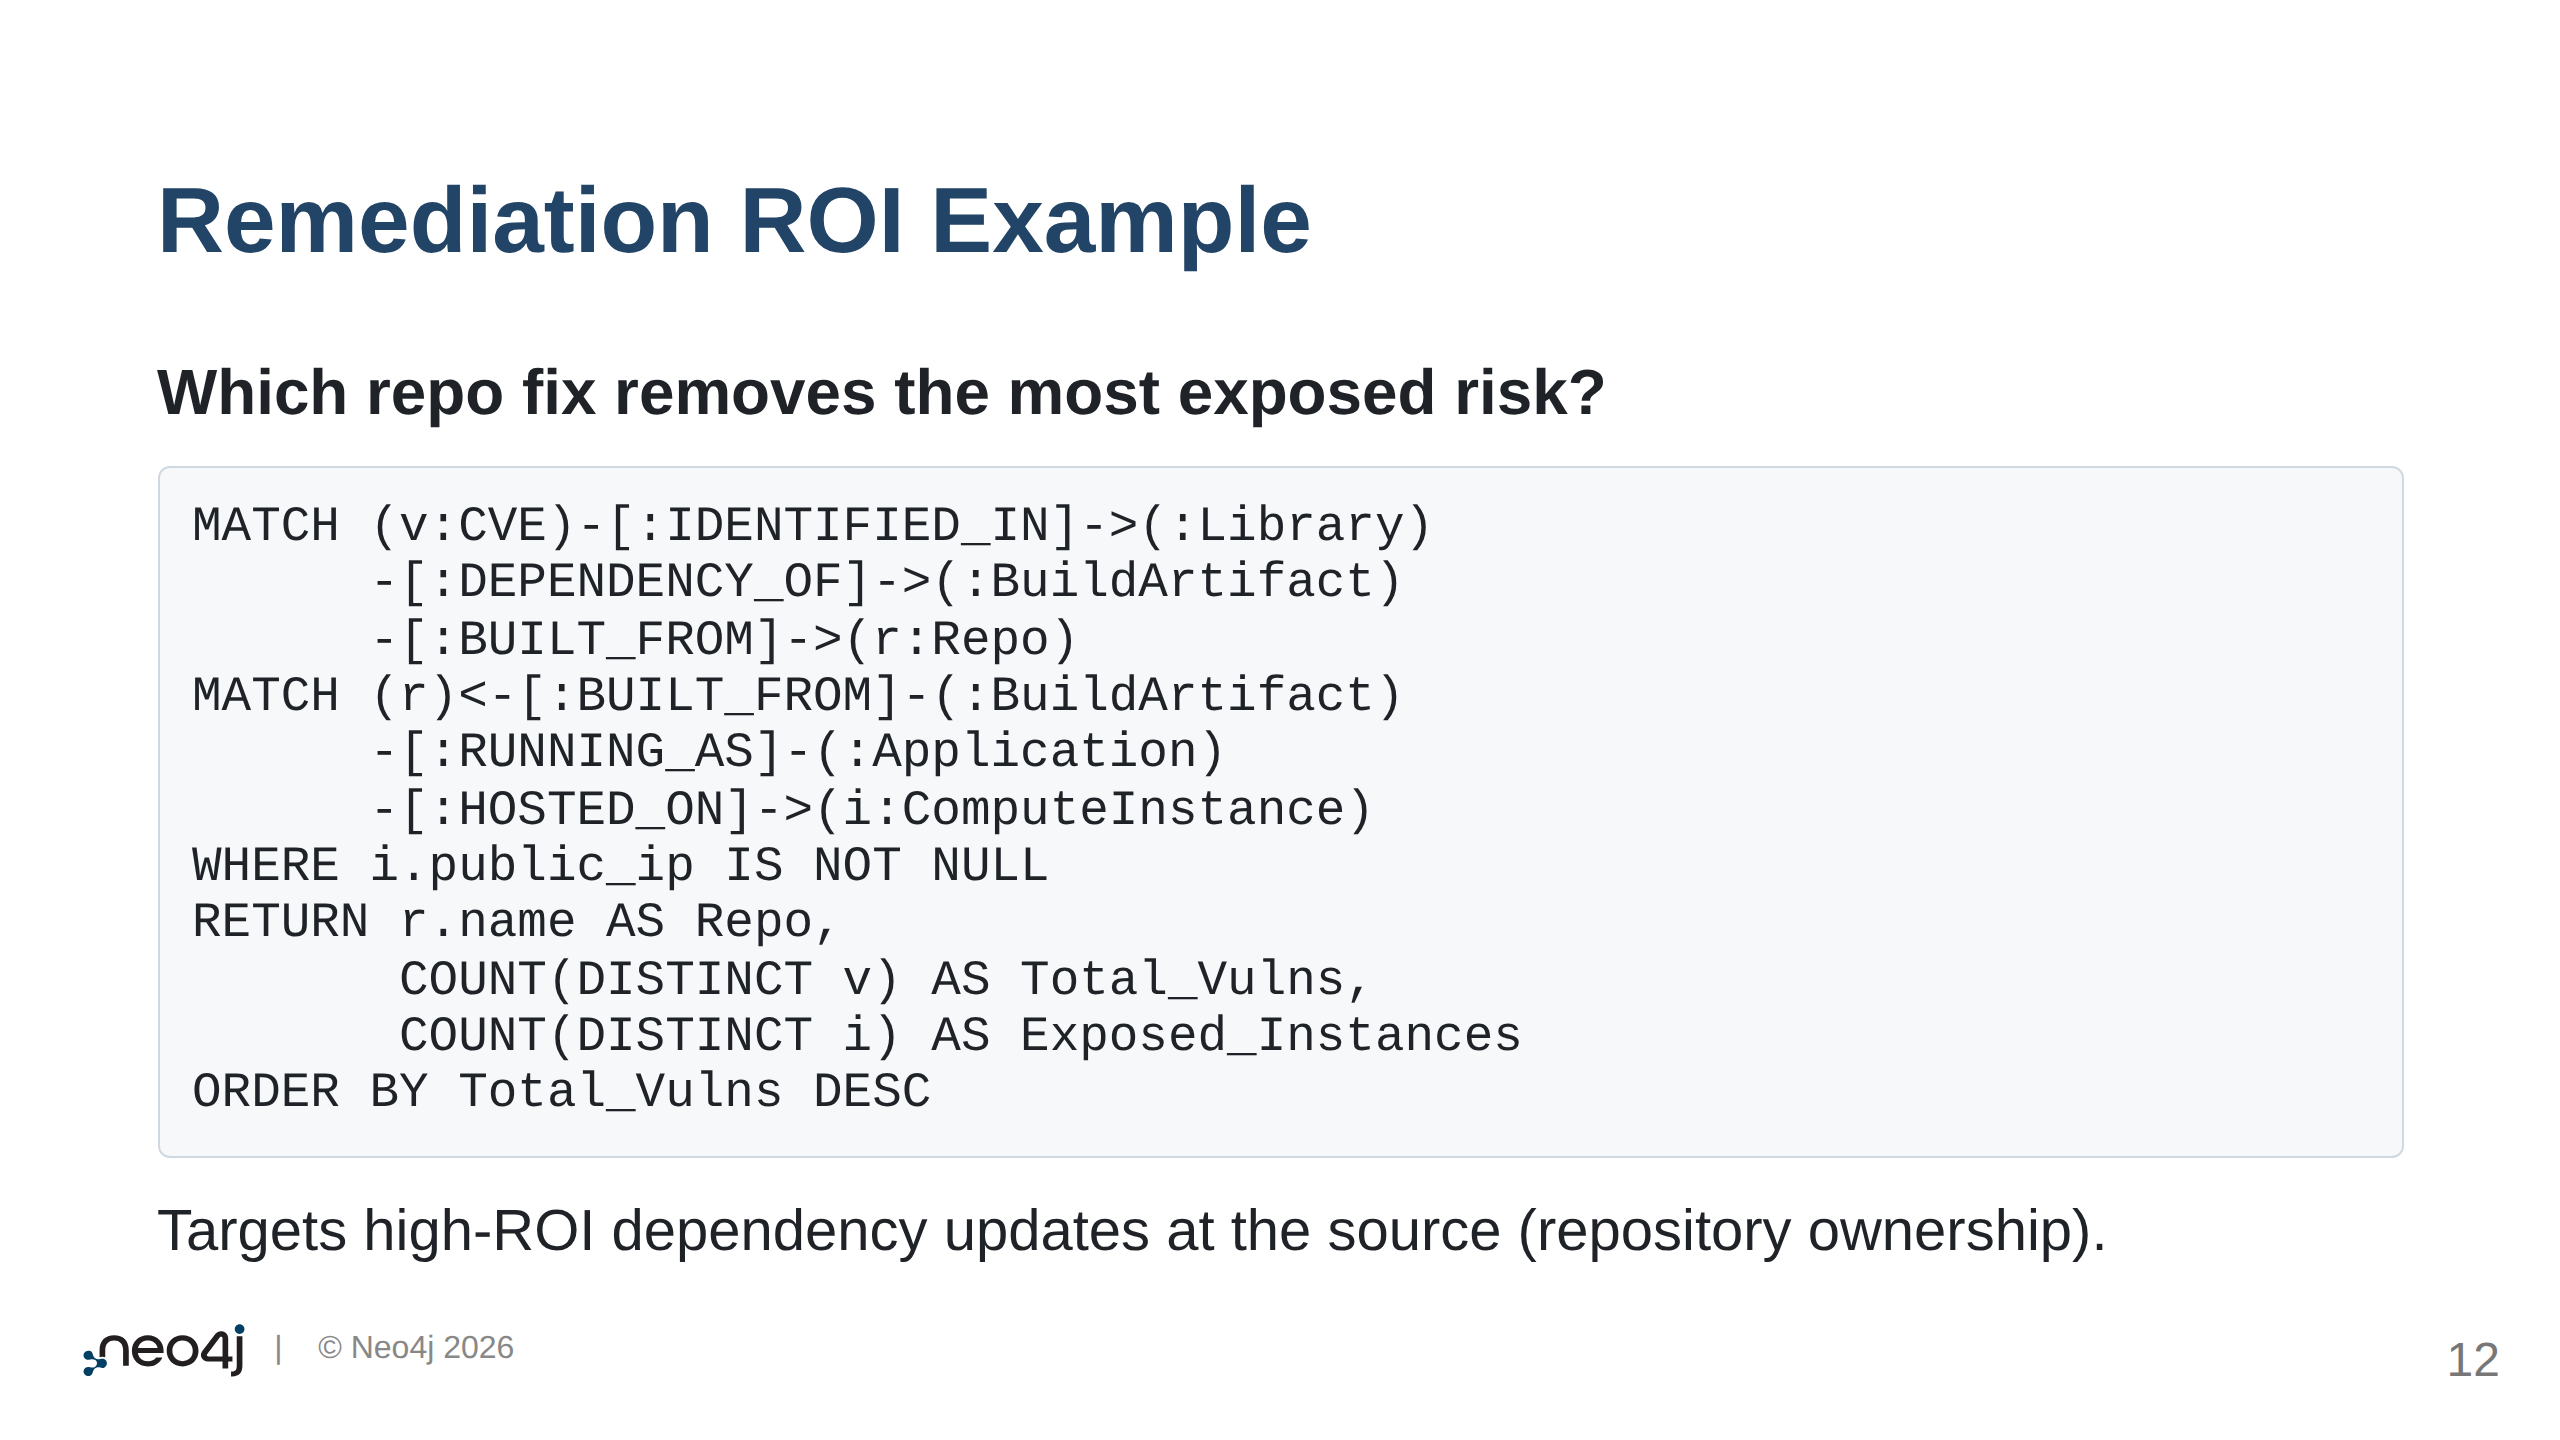 Remediation ROI Example
Which repo fix removes the most exposed risk?
MATCH (v:CVE)-[:IDENTIFIED_IN]->(:Library)
      -[:DEPENDENCY_OF]->(:BuildArtifact)
      -[:BUILT_FROM]->(r:Repo)
MATCH (r)<-[:BUILT_FROM]-(:BuildArtifact)
      -[:RUNNING_AS]-(:Application)
      -[:HOSTED_ON]->(i:ComputeInstance)
WHERE i.public_ip IS NOT NULL
RETURN r.name AS Repo,
       COUNT(DISTINCT v) AS Total_Vulns,
       COUNT(DISTINCT i) AS Exposed_Instances
ORDER BY Total_Vulns DESC
Targets high-ROI dependency updates at the source (repository ownership).
neo4j | © Neo4j 2026
12